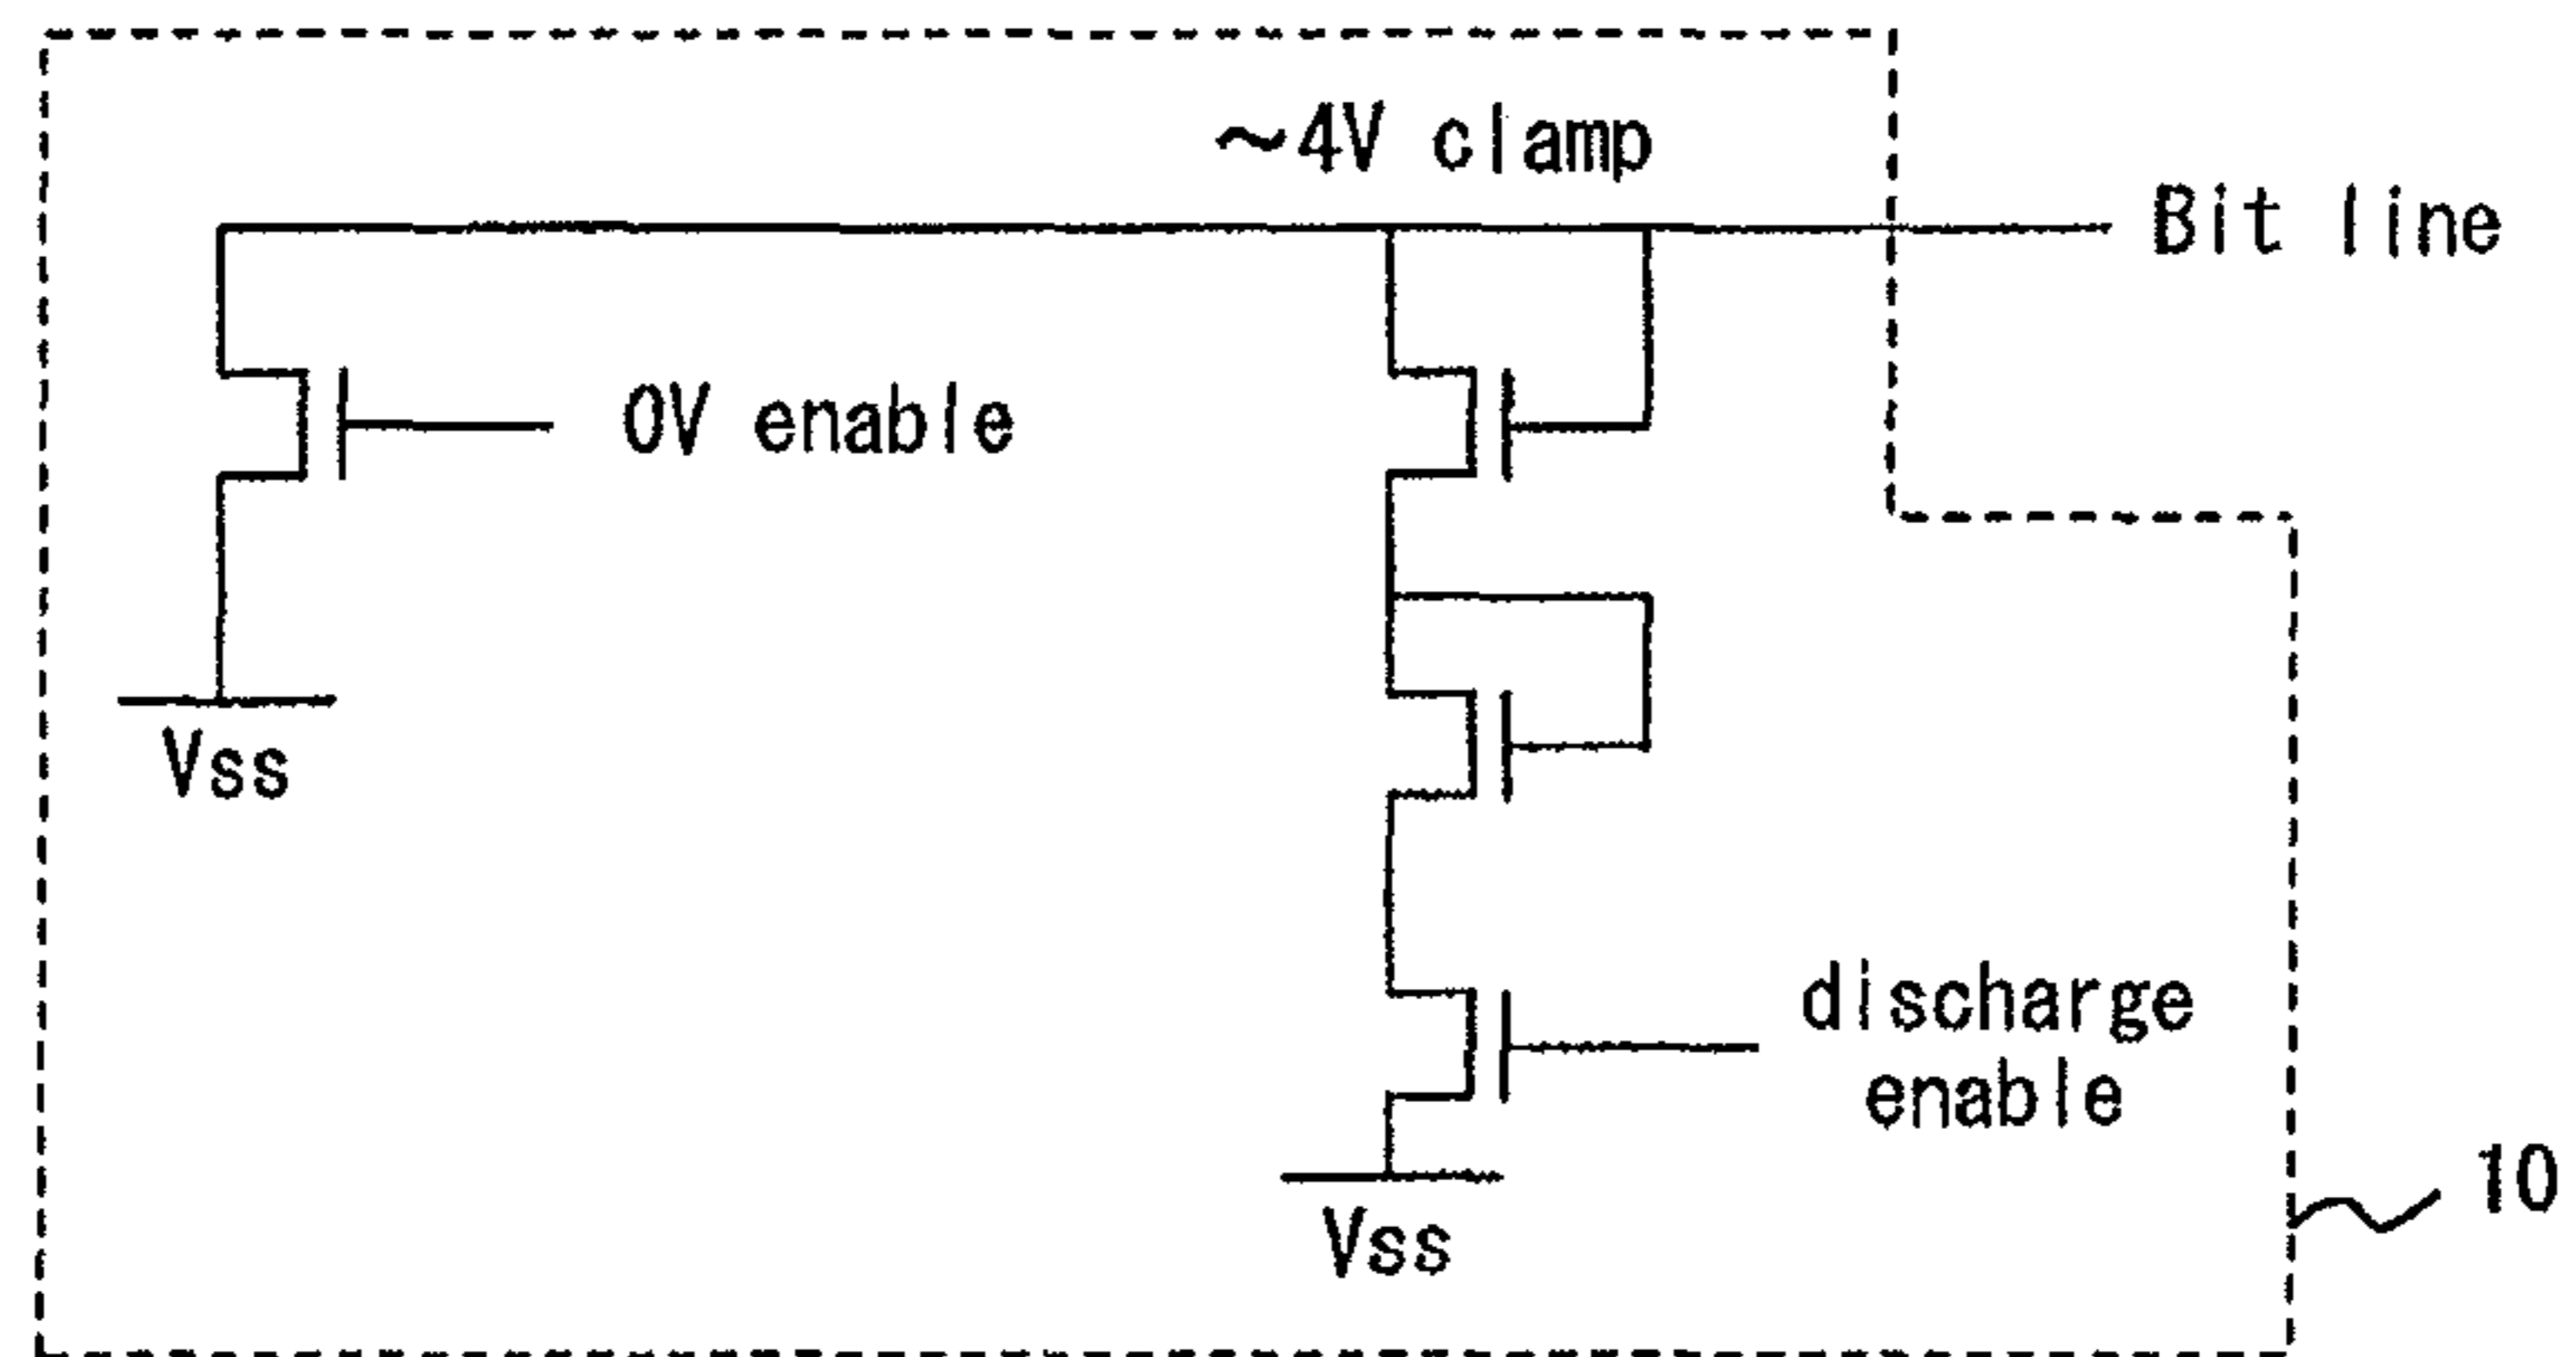 ~4V clamp
Bit line
0V enable
Vss
discharge
enable
10
Vss